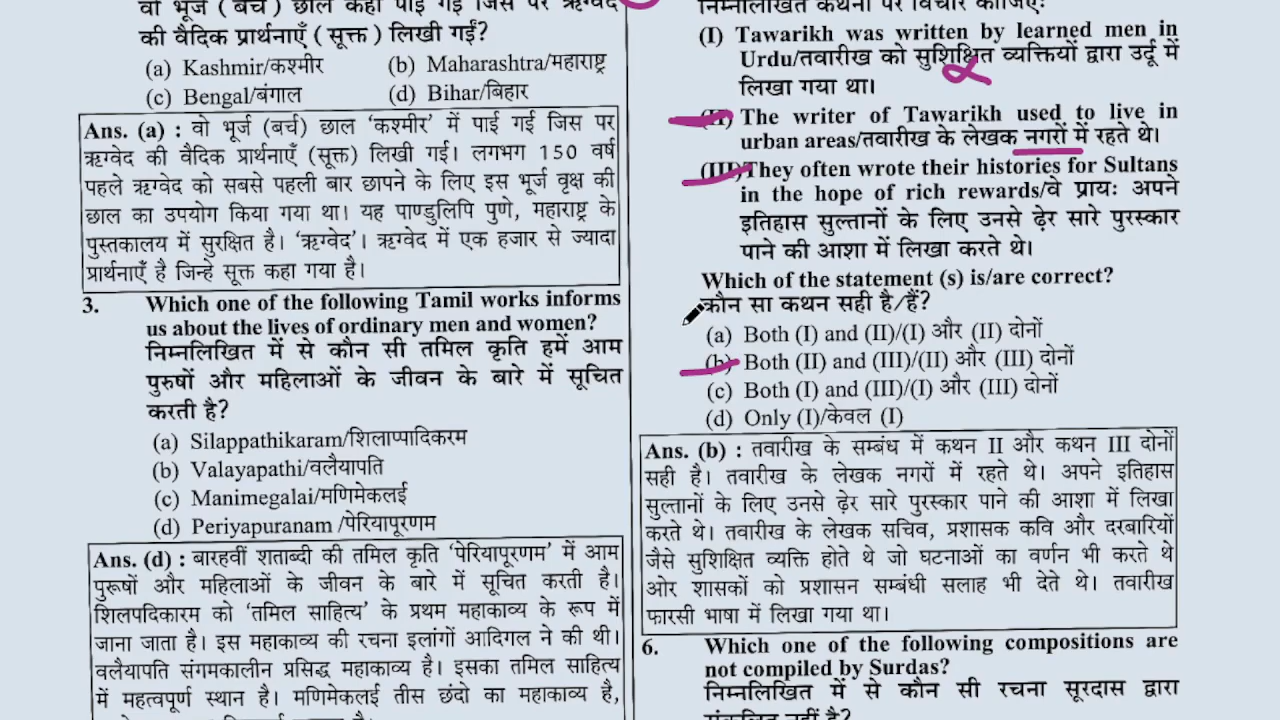 वो भूर्ज ( बर्च ) छाल कहाँ पाई गई जिस पर ऋग्वेद
की वैदिक प्रार्थनाएँ ( सूक्त ) लिखी गईं?
(a) Kashmir/कश्मीर (b) Maharashtra/महाराष्ट्र
(c) Bengal/बंगाल (d) Bihar/बिहार
Ans. (a) : वो भूर्ज (बर्च) छाल 'कश्मीर' में पाई गई जिस पर
ऋग्वेद की वैदिक प्रार्थनाएँ (सूक्त) लिखी गई। लगभग 150 वर्ष
पहले ऋग्वेद को सबसे पहली बार छापने के लिए इस भूर्ज वृक्ष की
छाल का उपयोग किया गया था। यह पाण्डुलिपि पुणे, महाराष्ट्र के
पुस्तकालय में सुरक्षित है। 'ऋग्वेद'। ऋग्वेद में एक हजार से ज्यादा
प्रार्थनाएँ है जिन्हे सूक्त कहा गया है।
3. Which one of the following Tamil works informs
us about the lives of ordinary men and women?
निम्नलिखित में से कौन सी तमिल कृति हमें आम
पुरुषों और महिलाओं के जीवन के बारे में सूचित
करती है?
(a) Silappathikaram/शिलाप्पादिकरम
(b) Valayapathi/वलैयापति
(c) Manimegalai/मणिमेकलई
(d) Periyapuranam /पेरियापूरणम
Ans. (d) : बारहवीं शताब्दी की तमिल कृति 'पेरियापूरणम' में आम
पुरूषों और महिलाओं के जीवन के बारे में सूचित करती है।
शिलपदिकारम को 'तमिल साहित्य' के प्रथम महाकाव्य के रूप में
जाना जाता है। इस महाकाव्य की रचना इलांगों आदिगल ने की थी।
वलैयापति संगमकालीन प्रसिद्ध महाकाव्य है। इसका तमिल साहित्य
में महत्वपूर्ण स्थान है। मणिमेकलई तीस छंदो का महाकाव्य है,
निम्नलिखित कथनों पर विचार कीजिएः
(I) Tawarikh was written by learned men in
Urdu/तवारीख को सुशिक्षित व्यक्तियों द्वारा उर्दू में
लिखा गया था।
(II) The writer of Tawarikh used to live in
urban areas/तवारीख के लेखक नगरों में रहते थे।
(III) They often wrote their histories for Sultans
in the hope of rich rewards/वे प्रायः अपने
इतिहास सुल्तानों के लिए उनसे ढ़ेर सारे पुरस्कार
पाने की आशा में लिखा करते थे।
Which of the statement (s) is/are correct?
कौन सा कथन सही है/हैं?
(a) Both (I) and (II)/(I) और (II) दोनों
(b) Both (II) and (III)/(II) और (III) दोनों
(c) Both (I) and (III)/(I) और (III) दोनों
(d) Only (I)/केवल (I)
Ans. (b) : तवारीख के सम्बंध में कथन II और कथन III दोनों
सही है। तवारीख के लेखक नगरों में रहते थे। अपने इतिहास
सुल्तानों के लिए उनसे ढ़ेर सारे पुरस्कार पाने की आशा में लिखा
करते थे। तवारीख के लेखक सचिव, प्रशासक कवि और दरबारियों
जैसे सुशिक्षित व्यक्ति होते थे जो घटनाओं का वर्णन भी करते थे
ओर शासकों को प्रशासन सम्बंधी सलाह भी देते थे। तवारीख
फारसी भाषा में लिखा गया था।
6. Which one of the following compositions are
not compiled by Surdas?
निम्नलिखित में से कौन सी रचना सूरदास द्वारा
संकलित नहीं है?